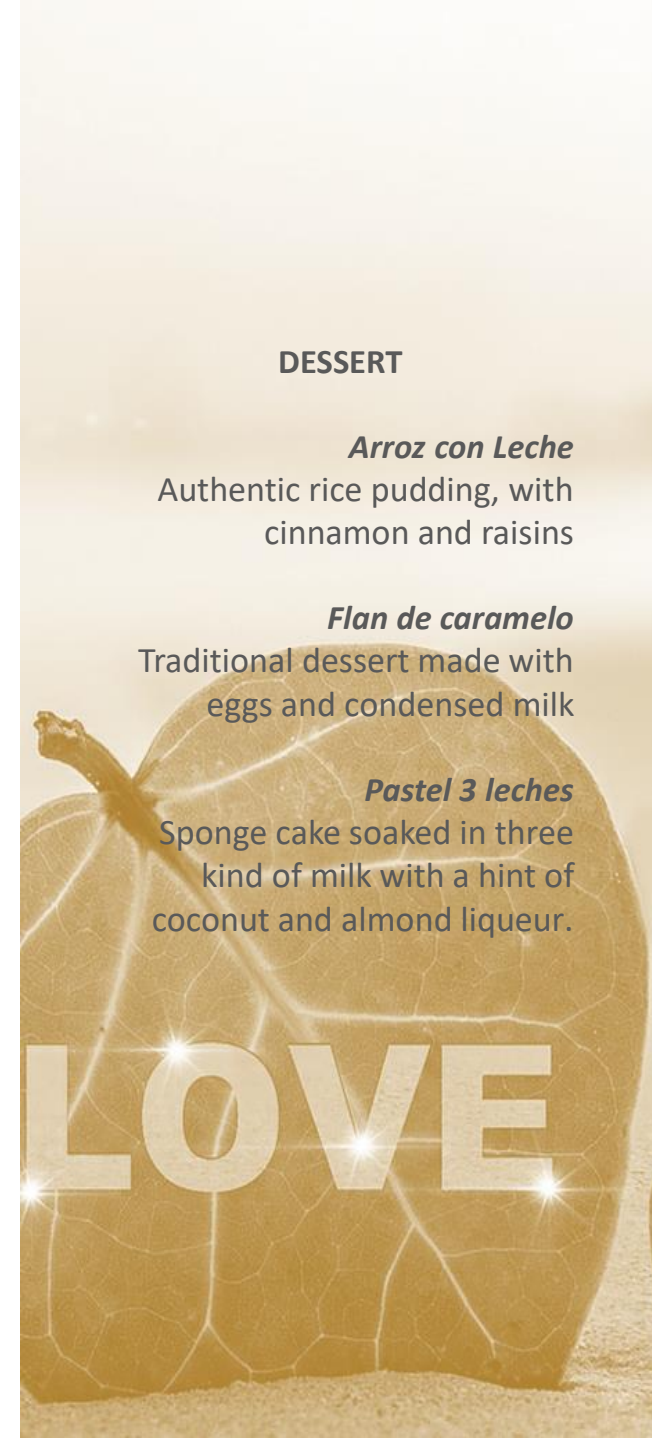 DESSERT
Arroz con Leche
Authentic rice pudding, with
cinnamon and raisins
Flan de caramelo
Traditional dessert made with
eggs and condensed milk
Pastel 3 leches
Sponge cake soaked in three
kind of milk with a hint of
coconut and almond liqueur.
LOVE